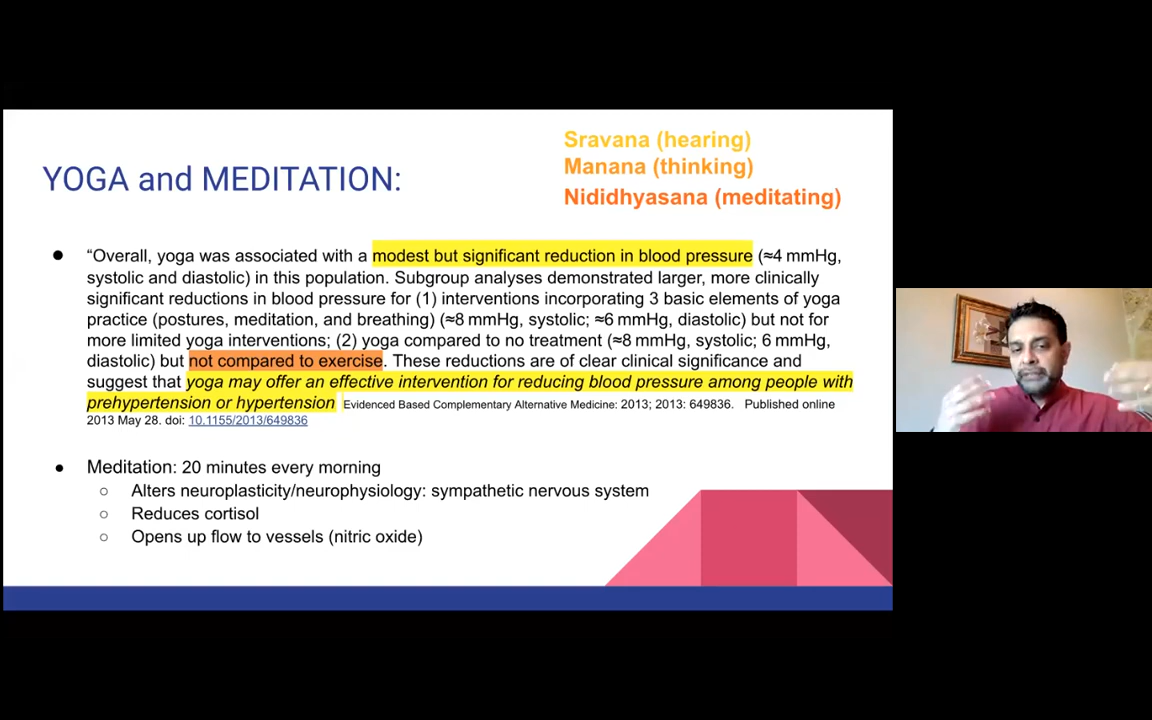 Sravana (hearing)
Manana (thinking)
Nididhyasana (meditating)
YOGA and MEDITATION:
● “Overall, yoga was associated with a modest but significant reduction in blood pressure (≈4 mmHg,
systolic and diastolic) in this population. Subgroup analyses demonstrated larger, more clinically
significant reductions in blood pressure for (1) interventions incorporating 3 basic elements of yoga
practice (postures, meditation, and breathing) (≈8 mmHg, systolic; ≈6 mmHg, diastolic) but not for
more limited yoga interventions; (2) yoga compared to no treatment (≈8 mmHg, systolic; 6 mmHg,
diastolic) but not compared to exercise. These reductions are of clear clinical significance and
suggest that yoga may offer an effective intervention for reducing blood pressure among people with
prehypertension or hypertension Evidenced Based Complementary Alternative Medicine: 2013; 2013: 649836. Published online
2013 May 28. doi: 10.1155/2013/649836
● Meditation: 20 minutes every morning
○ Alters neuroplasticity/neurophysiology: sympathetic nervous system
○ Reduces cortisol
○ Opens up flow to vessels (nitric oxide)